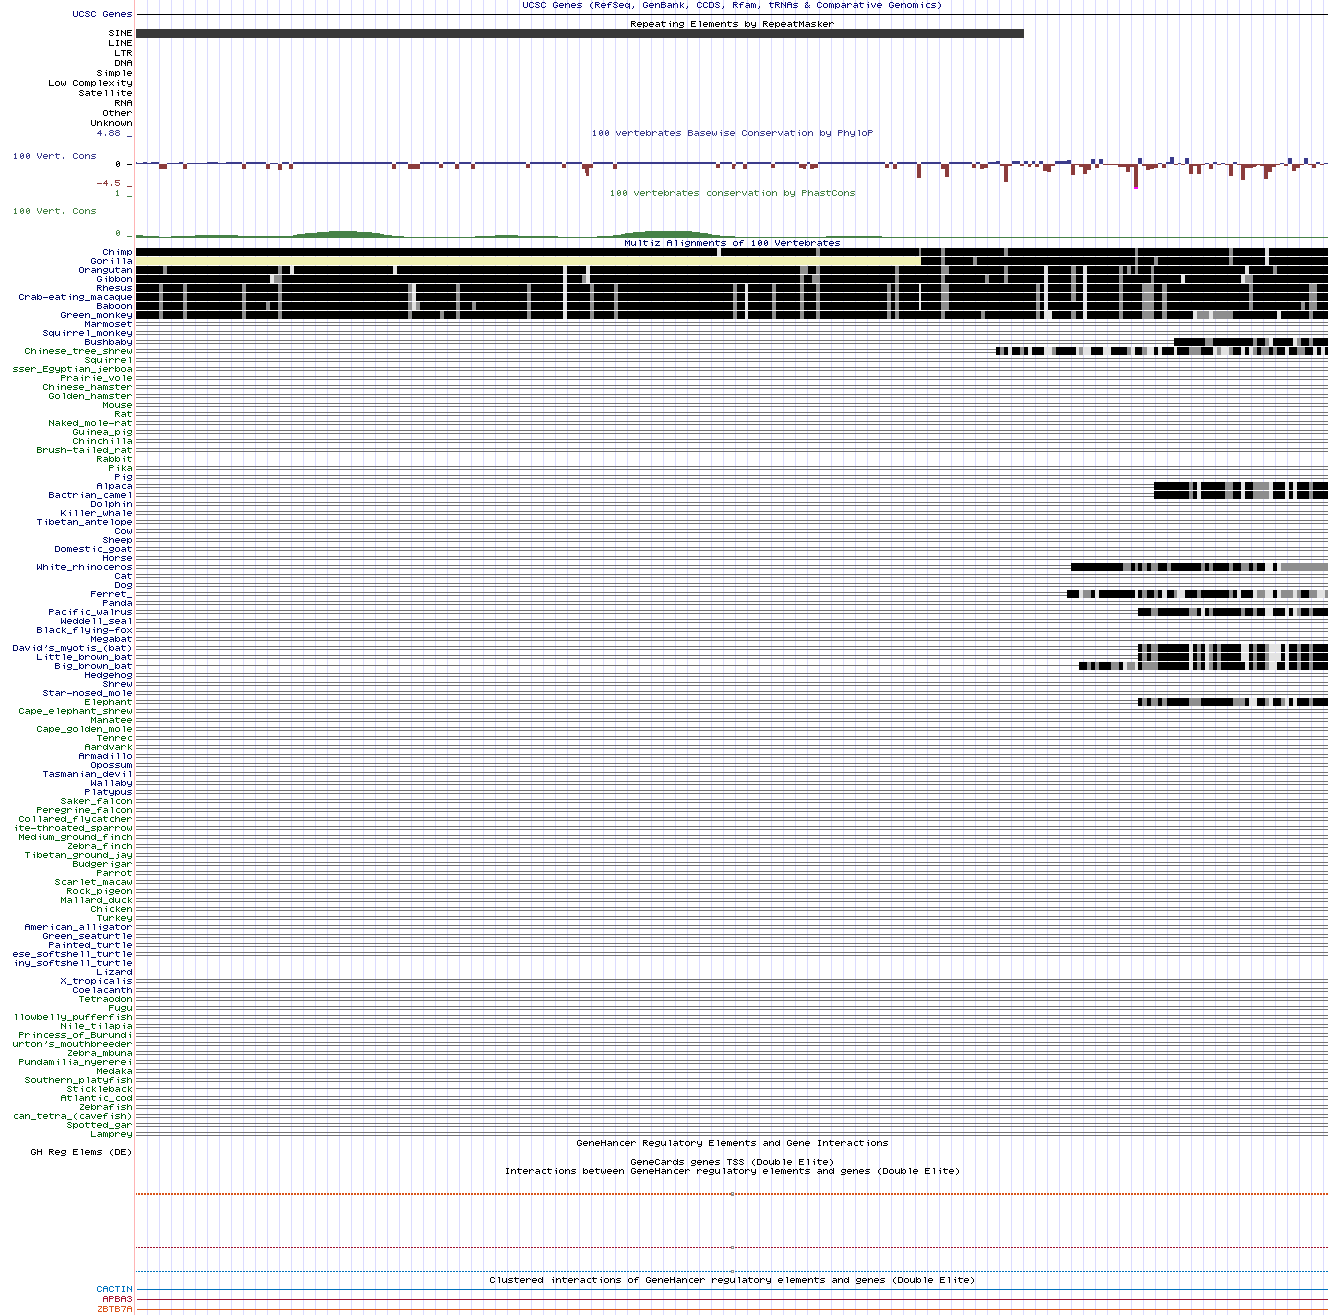 UCSC Genes (RefSeq, GenBank, CCDS, Rfam, tRNAs & Comparative Genomics)
UCSC Genes
Repeating Elements by RepeatMasker
SINE
LINE
LTR
DNA
Simple
Low Complexity
Satellite
RNA
Other
Unknown
4.88 _
100 vertebrates Basewise Conservation by PhyloP
100 Vert. Cons
0 -
-4.5 _
1 _
100 vertebrates conservation by PhastCons
100 Vert. Cons
0 _
Multiz Alignments of 100 Vertebrates
Chimp
Gorilla
Orangutan
Gibbon
Rhesus
Crab-eating_macaque
Baboon
Green_monkey
Marmoset
Squirrel_monkey
Bushbaby
Chinese_tree_shrew
Squirrel
sser_Egyptian_jerboa
Prairie_vole
Chinese_hamster
Golden_hamster
Mouse
Rat
Naked_mole-rat
Guinea_pig
Chinchilla
Brush-tailed_rat
Rabbit
Pika
Pig
Alpaca
Bactrian_camel
Dolphin
Killer_whale
Tibetan_antelope
Cow
Sheep
Domestic_goat
Horse
White_rhinoceros
Cat
Dog
Ferret_
Panda
Pacific_walrus
Weddell_seal
Black_flying-fox
Megabat
David's_myotis_(bat)
Little_brown_bat
Big_brown_bat
Hedgehog
Shrew
Star-nosed_mole
Elephant
Cape_elephant_shrew
Manatee
Cape_golden_mole
Tenrec
Aardvark
Armadillo
Opossum
Tasmanian_devil
Wallaby
Platypus
Saker_falcon
Peregrine_falcon
Collared_flycatcher
ite-throated_sparrow
Medium_ground_finch
Zebra_finch
Tibetan_ground_jay
Budgerigar
Parrot
Scarlet_macaw
Rock_pigeon
Mallard_duck
Chicken
Turkey
American_alligator
Green_seaturtle
Painted_turtle
ese_softshell_turtle
iny_softshell_turtle
Lizard
X_tropicalis
Coelacanth
Tetraodon
Fugu
llowbelly_pufferfish
Nile_tilapia
Princess_of_Burundi
urton's_mouthbreeder
Zebra_mbuna
Pundamilia_nyererei
Medaka
Southern_platyfish
Stickleback
Atlantic_cod
Zebrafish
can_tetra_(cavefish)
Spotted_gar
Lamprey
GeneHancer Regulatory Elements and Gene Interactions
GH Reg Elems (DE)
GeneCards genes TSS (Double Elite)
Interactions between GeneHancer regulatory elements and genes (Double Elite)
Clustered interactions of GeneHancer regulatory elements and genes (Double Elite)
CACTIN
APBA3
ZBTB7A